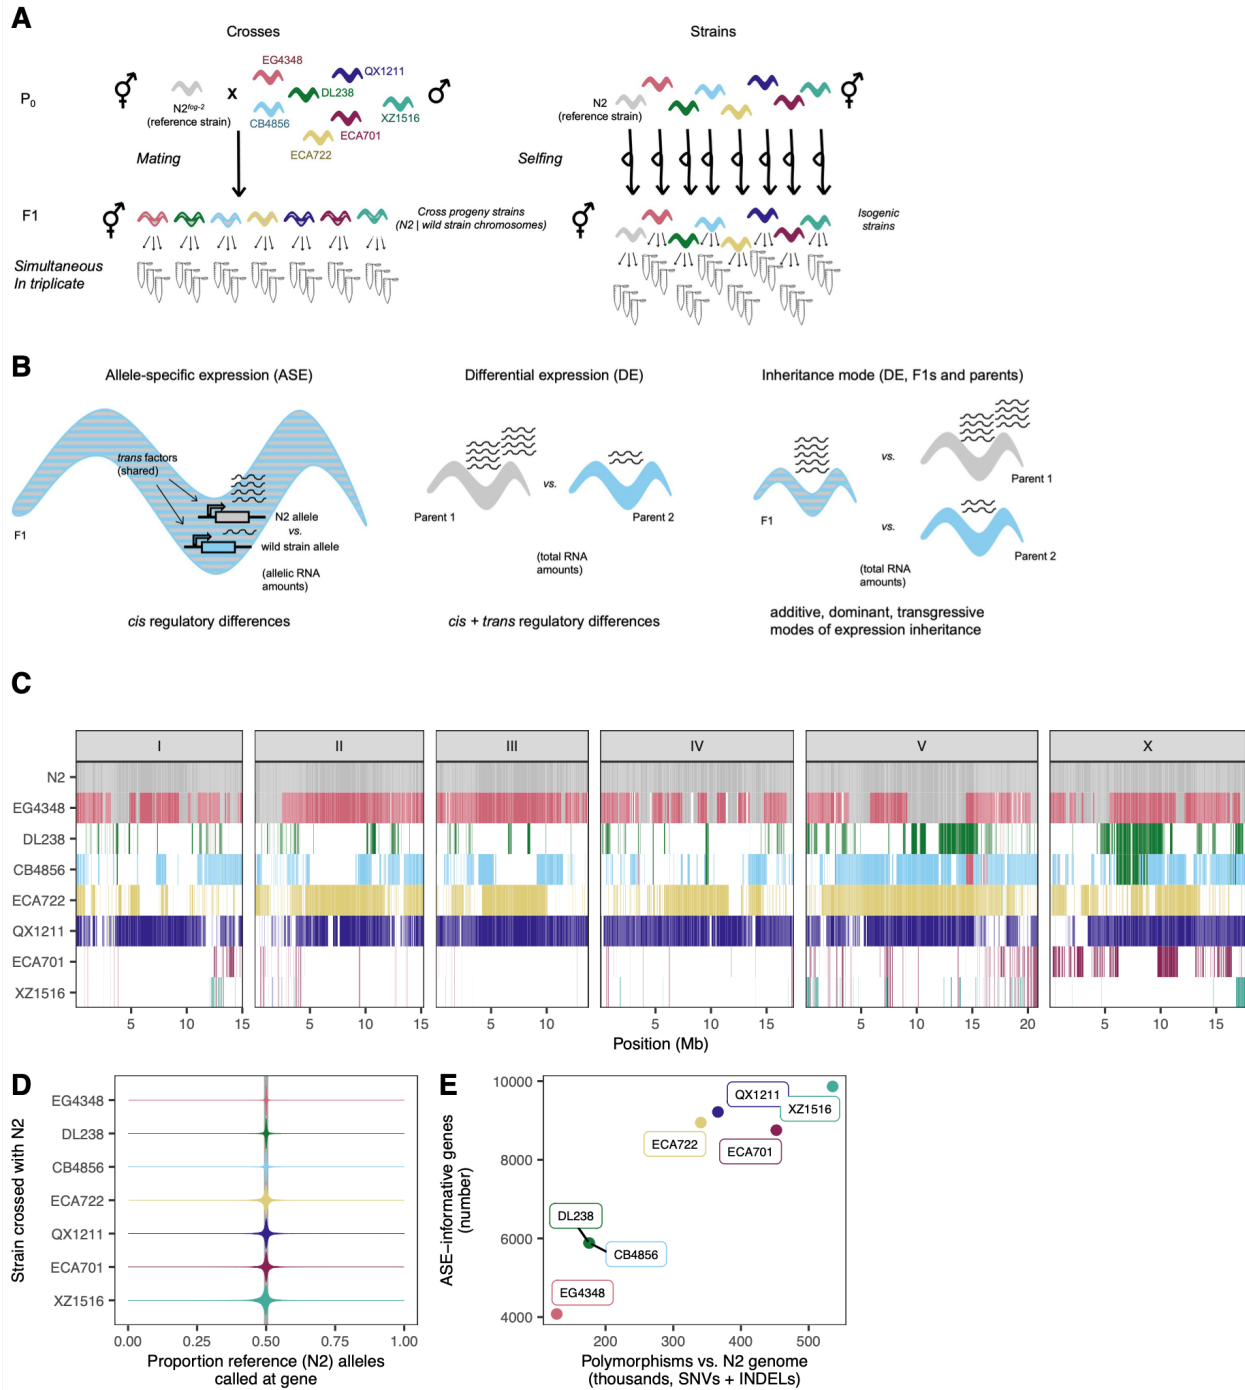 A
Crosses
Strains
P0
N2fog-2
(reference strain)
X
EG4348
QX1211
DL238
CB4856
XZ1516
ECA701
ECA722
Mating
N2
(reference strain)
Selfing
F1
Cross progeny strains
(N2 | wild strain chromosomes)
Isogenic
strains
Simultaneous
In triplicate
B
Allele-specific expression (ASE)
trans factors
(shared)
F1
N2 allele
vs.
wild strain allele
(allelic RNA
amounts)
cis regulatory differences
Differential expression (DE)
vs.
Parent 1
Parent 2
(total RNA
amounts)
cis + trans regulatory differences
Inheritance mode (DE, F1s and parents)
vs.
Parent 1
F1
vs.
Parent 2
(total RNA
amounts)
additive, dominant, transgressive
modes of expression inheritance
C
I II III IV V X
N2
EG4348
DL238
CB4856
ECA722
QX1211
ECA701
XZ1516
5 10 15 5 10 15 5 10 5 10 15 5 10 15 20 5 10 15
Position (Mb)
D
Strain crossed with N2
EG4348
DL238
CB4856
ECA722
QX1211
ECA701
XZ1516
0.00 0.25 0.50 0.75 1.00
Proportion reference (N2) alleles
called at gene
E
ASE−informative genes
(number)
10000
8000
6000
4000
QX1211
XZ1516
ECA722
ECA701
DL238
CB4856
EG4348
200 300 400 500
Polymorphisms vs. N2 genome
(thousands, SNVs + INDELs)